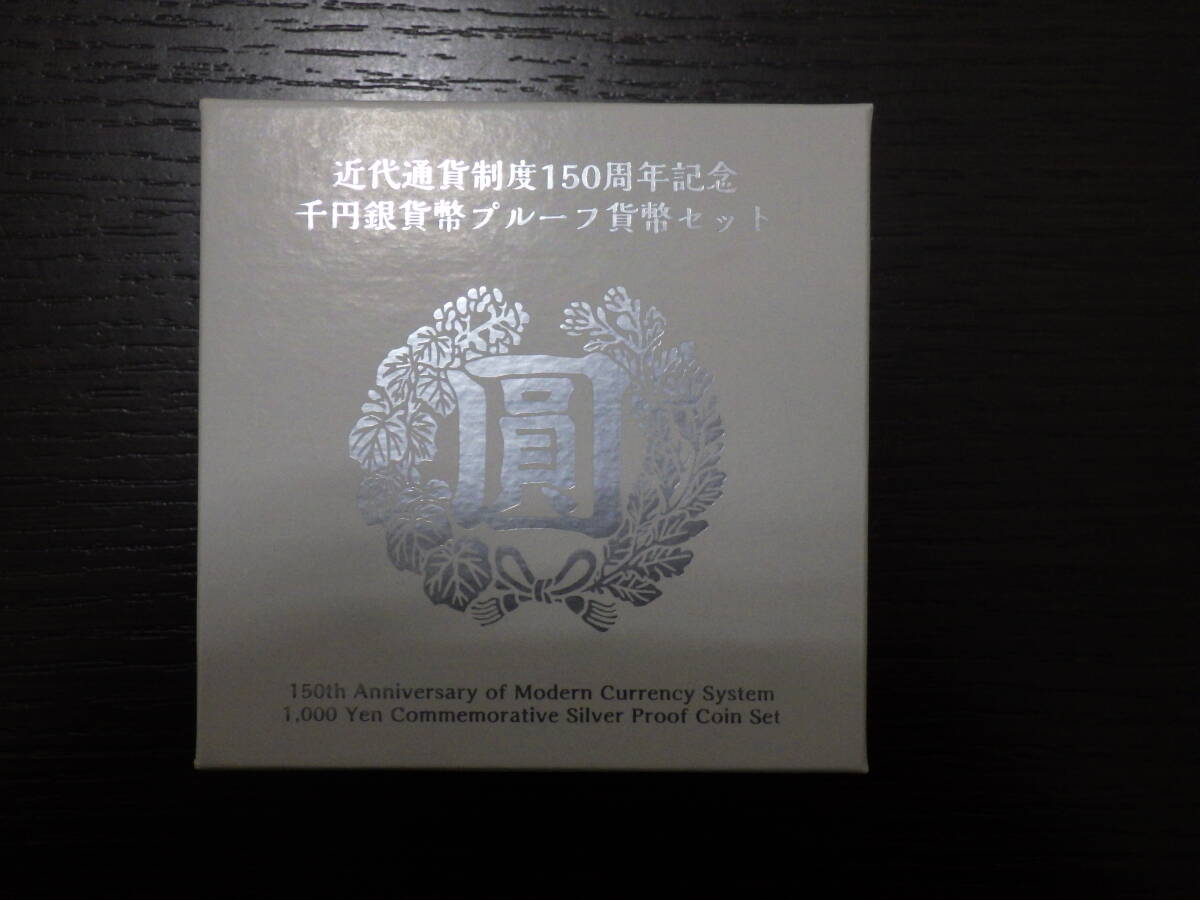 近代通貨制度150周年記念
千円銀貨幣プルーフ貨幣セット
圓
150th Anniversary of Modern Currency System
1,000 Yen Commemorative Silver Proof Coin Set